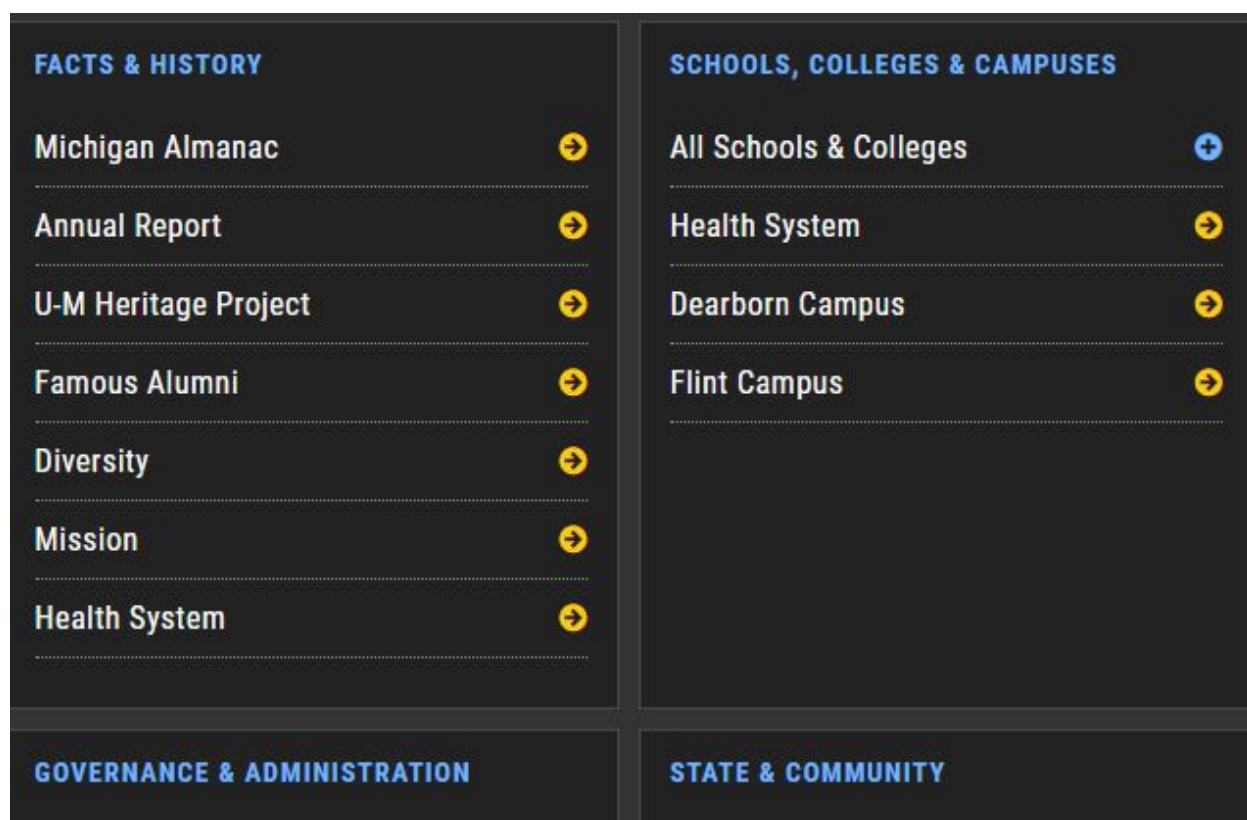 FACTS & HISTORY
Michigan Almanac
Annual Report
U-M Heritage Project
Famous Alumni
Diversity
Mission
Health System
SCHOOLS, COLLEGES & CAMPUSES
All Schools & Colleges
Health System
Dearborn Campus
Flint Campus
GOVERNANCE & ADMINISTRATION
STATE & COMMUNITY